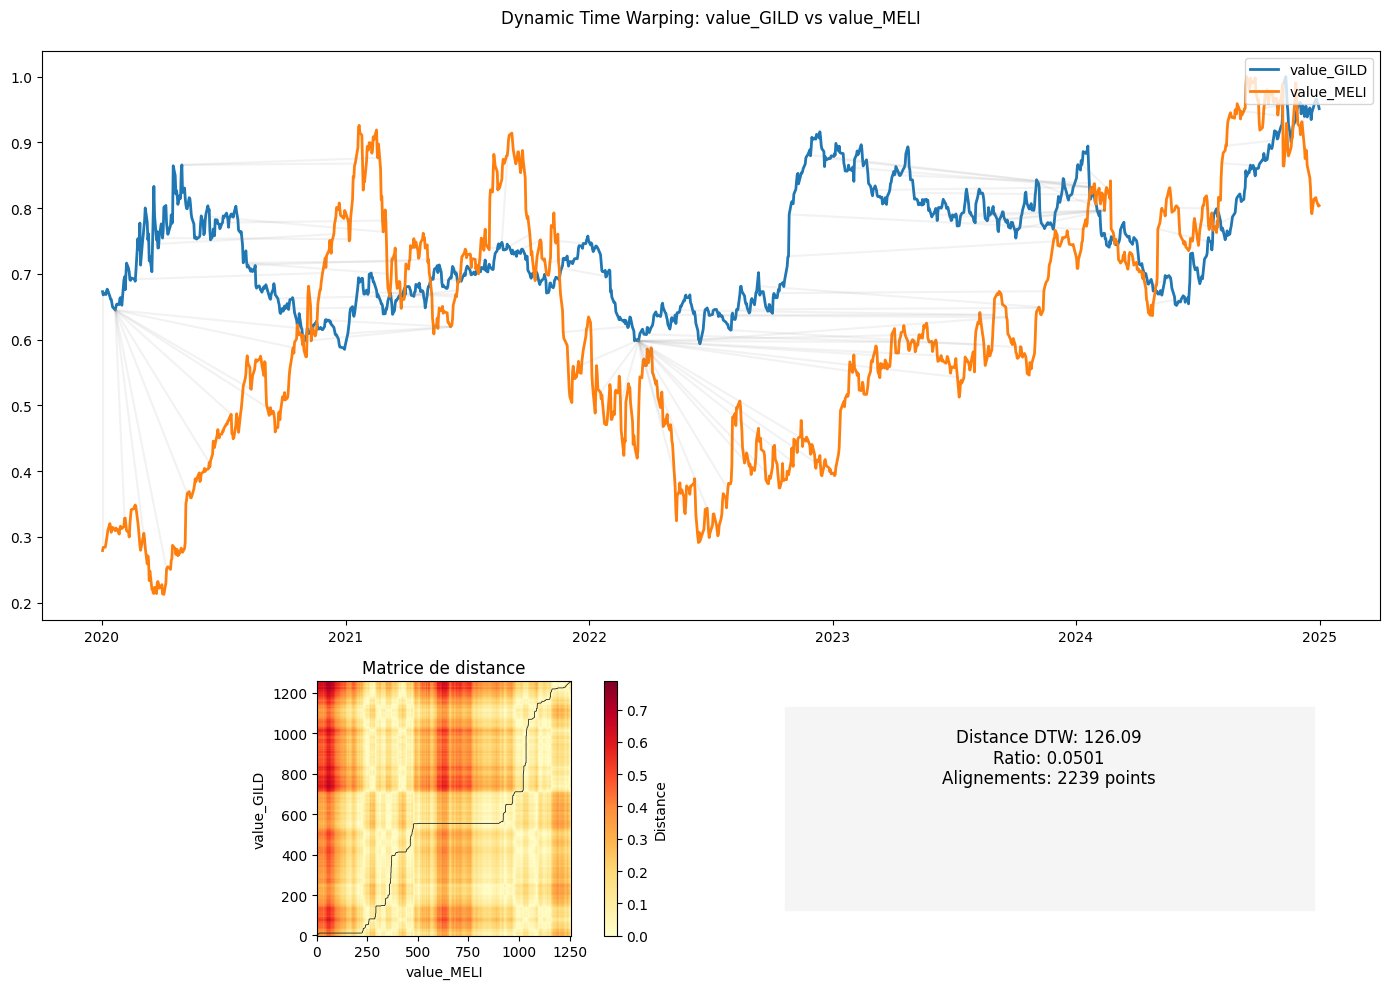 Dynamic Time Warping: value_GILD vs value_MELI
value_GILD
value_MELI
1.0
0.9
0.8
0.7
0.6
0.5
0.4
0.3
0.2
2020 2021 2022 2023 2024 2025
Matrice de distance
value_GILD
1200
1000
800
600
400
200
0
0 250 500 750 1000 1250
value_MELI
0.7
0.6
0.5
0.4
0.3
0.2
0.1
0.0
Distance
Distance DTW: 126.09
Ratio: 0.0501
Alignements: 2239 points